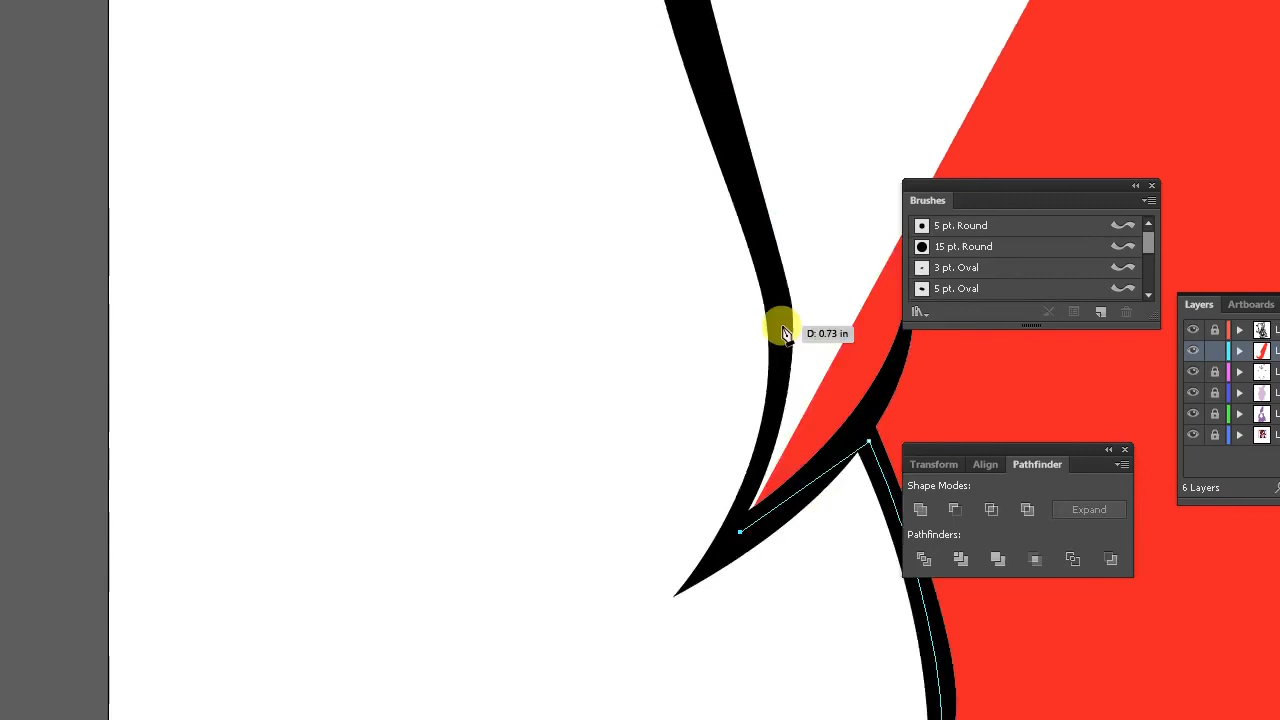 Brushes
5 pt. Round
15 pt. Round
3 pt. Oval
5 pt. Oval
D: 0.73 in
Layers Artboards
L
L
L
L
L
L
6 Layers
Transform Align Pathfinder
Shape Modes:
Expand
Pathfinders: